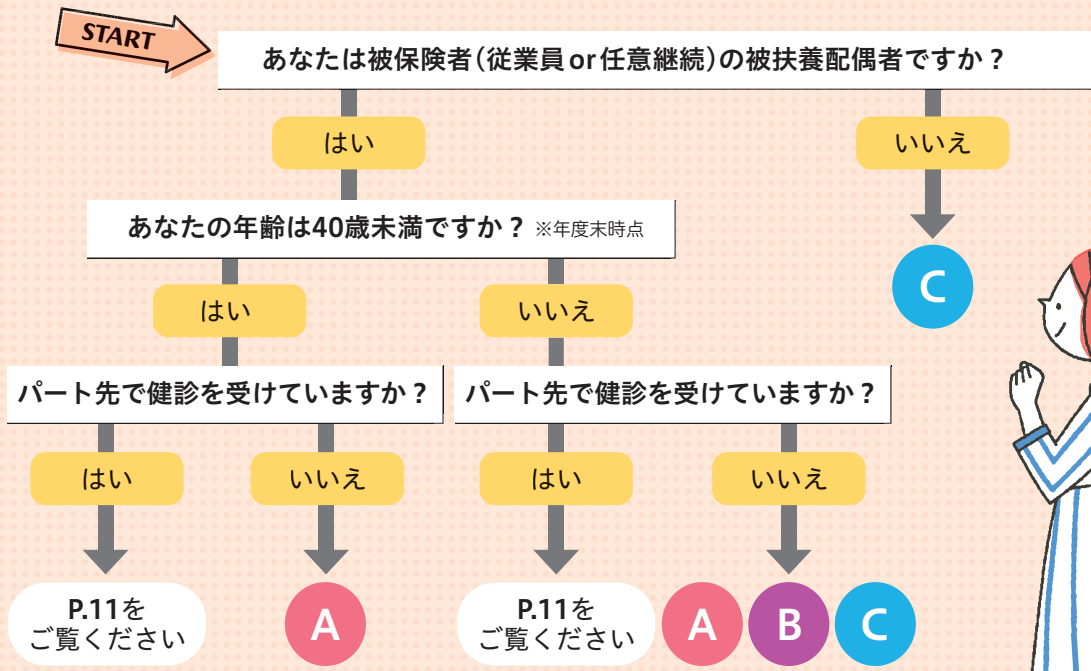 START
あなたは被保険者(従業員or任意継続)の被扶養配偶者ですか？
はい
いいえ
あなたの年齢は40歳未満ですか？ ※年度末時点
C
はい
いいえ
パート先で健診を受けていますか？
パート先で健診を受けていますか？
はい
いいえ
はい
いいえ
P.11を
ご覧ください
A
P.11を
ご覧ください
A
B
C